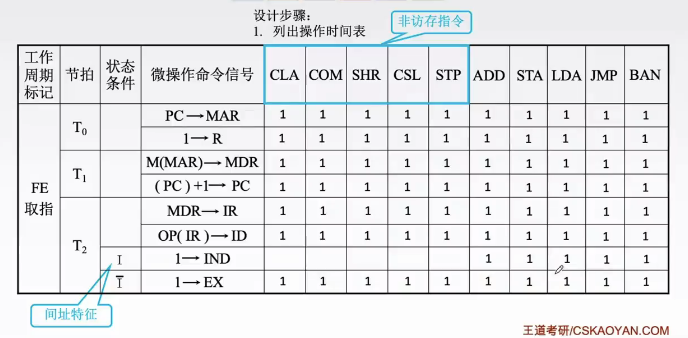 设计步骤:
1. 列出操作时间表
非访存指令
工作周期标记 节拍 状态条件 微操作命令信号 CLA COM SHR CSL STP ADD STA LDA JMP BAN
FE 取指 T₀ PC→MAR 1 1 1 1 1 1 1 1 1 1
1→R 1 1 1 1 1 1 1 1 1 1
T₁ M(MAR)→MDR 1 1 1 1 1 1 1 1 1 1
(PC)+1→PC 1 1 1 1 1 1 1 1 1 1
T₂ MDR→IR 1 1 1 1 1 1 1 1 1 1
OP(IR)→ID 1 1 1 1 1 1 1 1 1 1
I 1→IND 1 1 1 1 1
Ī 1→EX 1 1 1 1 1 1 1 1 1 1
间址特征
王道考研/CSKAOYAN.COM